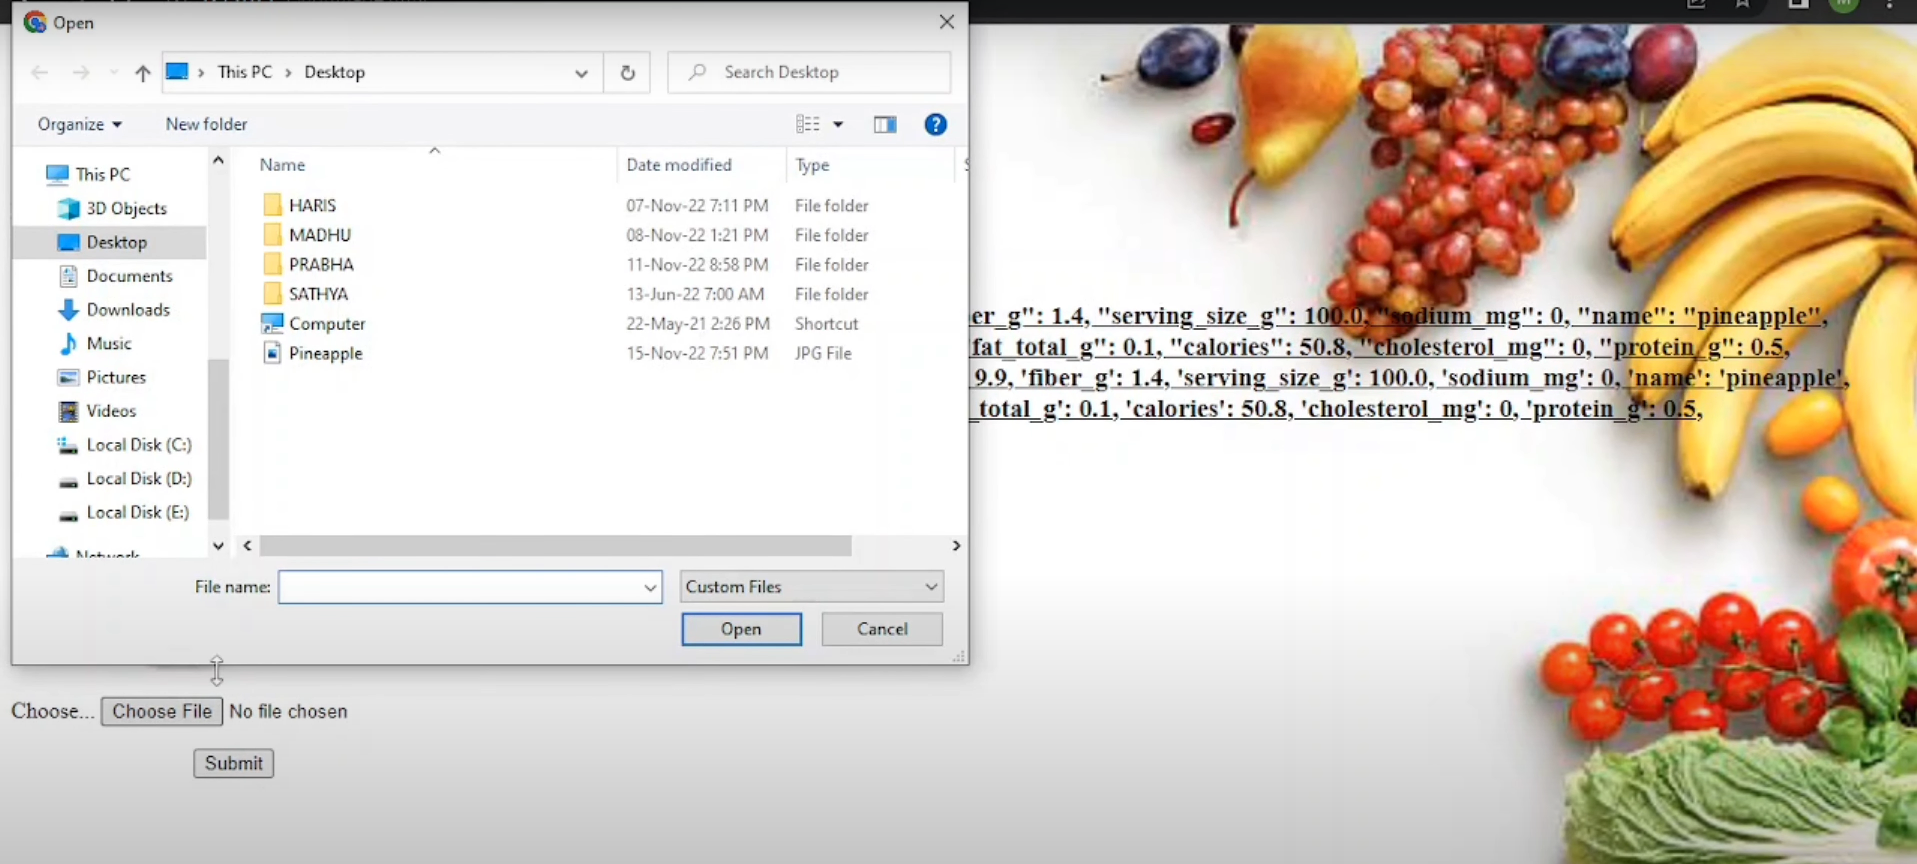 Open
This PC > Desktop
Search Desktop
Organize
New folder
Name
Date modified
Type
This PC
3D Objects
Desktop
Documents
Downloads
Music
Pictures
Videos
Local Disk (C:)
Local Disk (D:)
Local Disk (E:)
Network
HARIS 07-Nov-22 7:11 PM File folder
MADHU 08-Nov-22 1:21 PM File folder
PRABHA 11-Nov-22 8:58 PM File folder
SATHYA 13-Jun-22 7:00 AM File folder
Computer 22-May-21 2:26 PM Shortcut
Pineapple 15-Nov-22 7:51 PM JPG File
File name:
Custom Files
Open
Cancel
er_g": 1.4, "serving_size_g": 100.0, "sodium_mg": 0, "name": "pineapple",
fat_total_g": 0.1, "calories": 50.8, "cholesterol_mg": 0, "protein_g": 0.5,
9.9, 'fiber_g': 1.4, 'serving_size_g': 100.0, 'sodium_mg': 0, 'name': 'pineapple',
_total_g': 0.1, 'calories': 50.8, 'cholesterol_mg': 0, 'protein_g': 0.5,
Choose... Choose File No file chosen
Submit